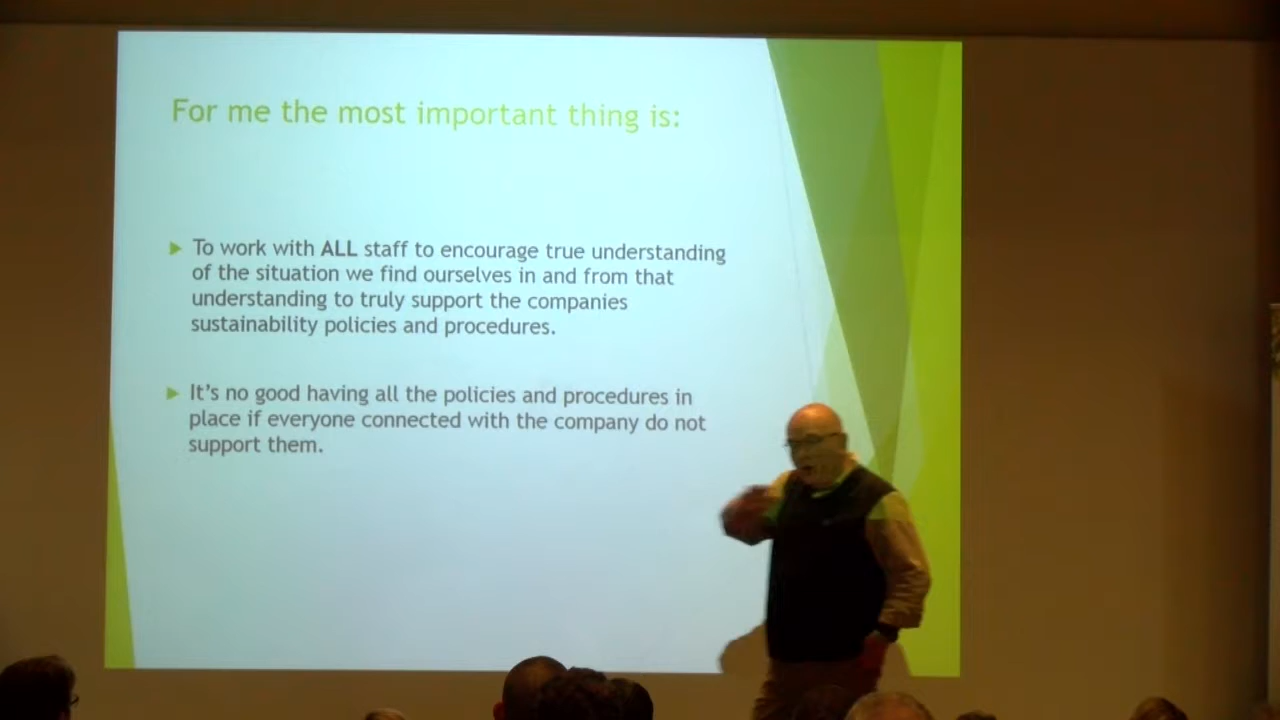 For me the most important thing is:
To work with ALL staff to encourage true understanding
of the situation we find ourselves in and from that
understanding to truly support the companies
sustainability policies and procedures.
It's no good having all the policies and procedures in
place if everyone connected with the company do not
support them.